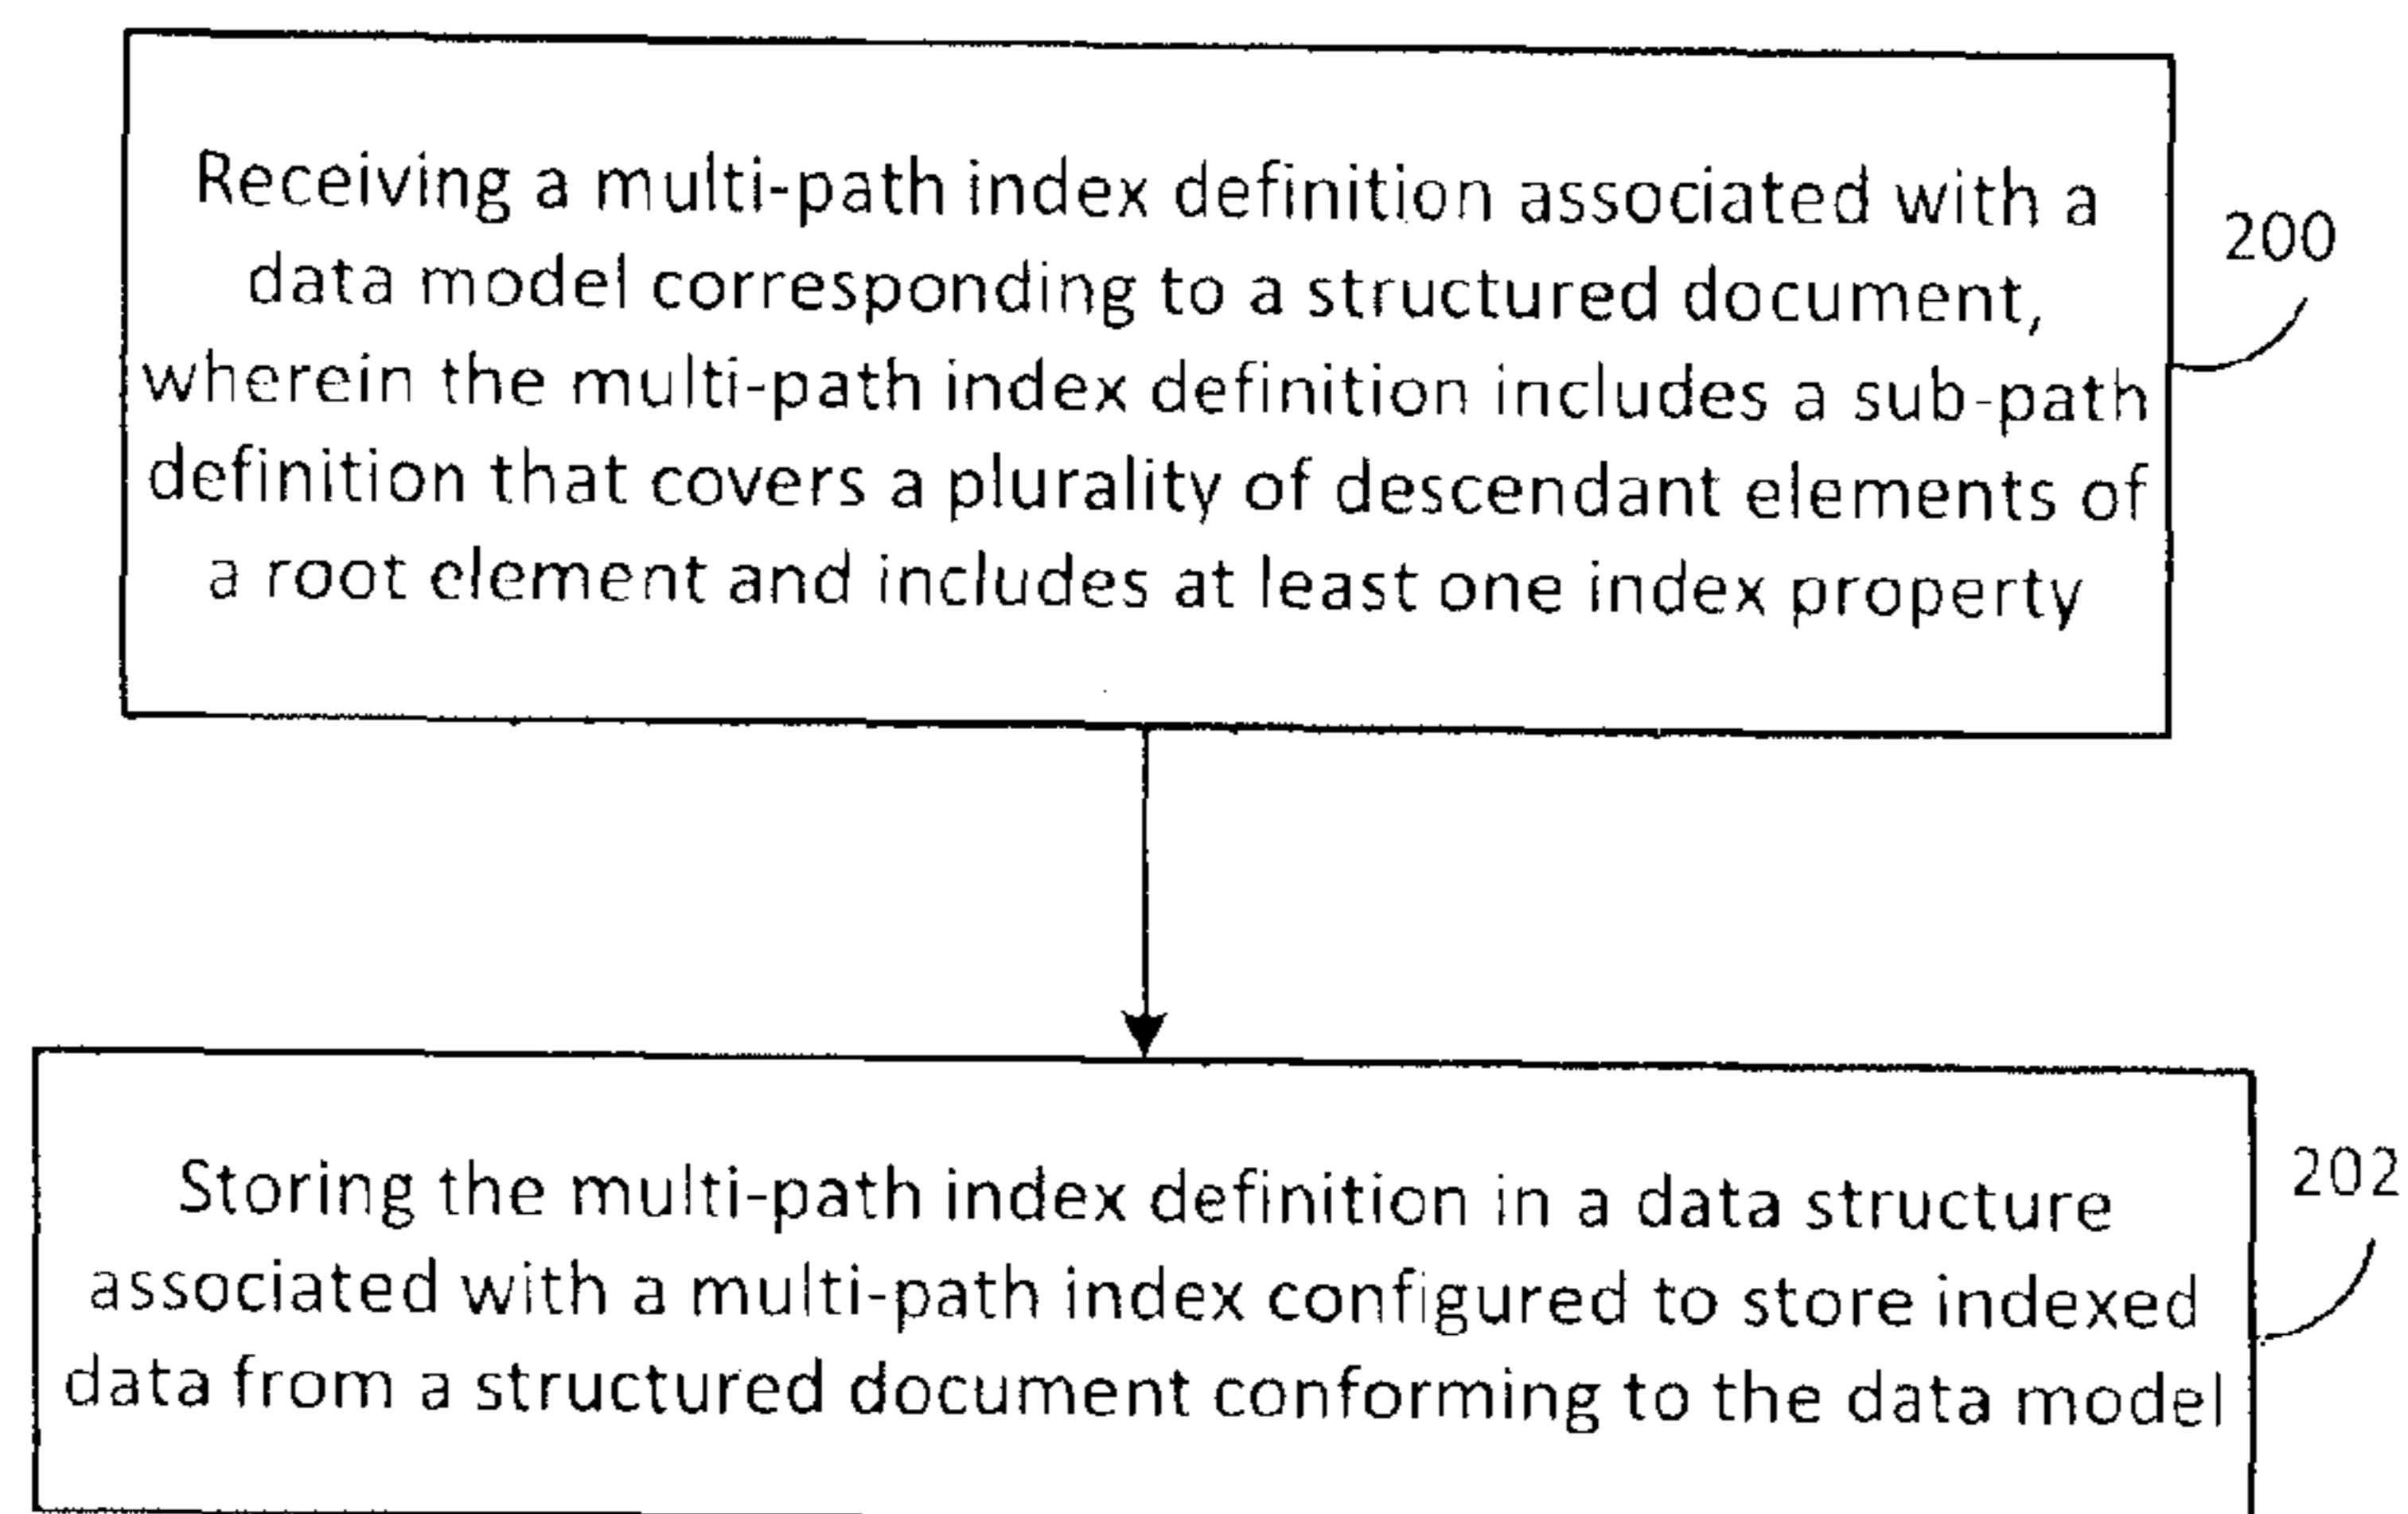 Receiving a multi-path index definition associated with a
data model corresponding to a structured document,
wherein the multi-path index definition includes a sub-path
definition that covers a plurality of descendant elements of
a root element and includes at least one index property
200
Storing the multi-path index definition in a data structure
associated with a multi-path index configured to store indexed
data from a structured document conforming to the data model
202